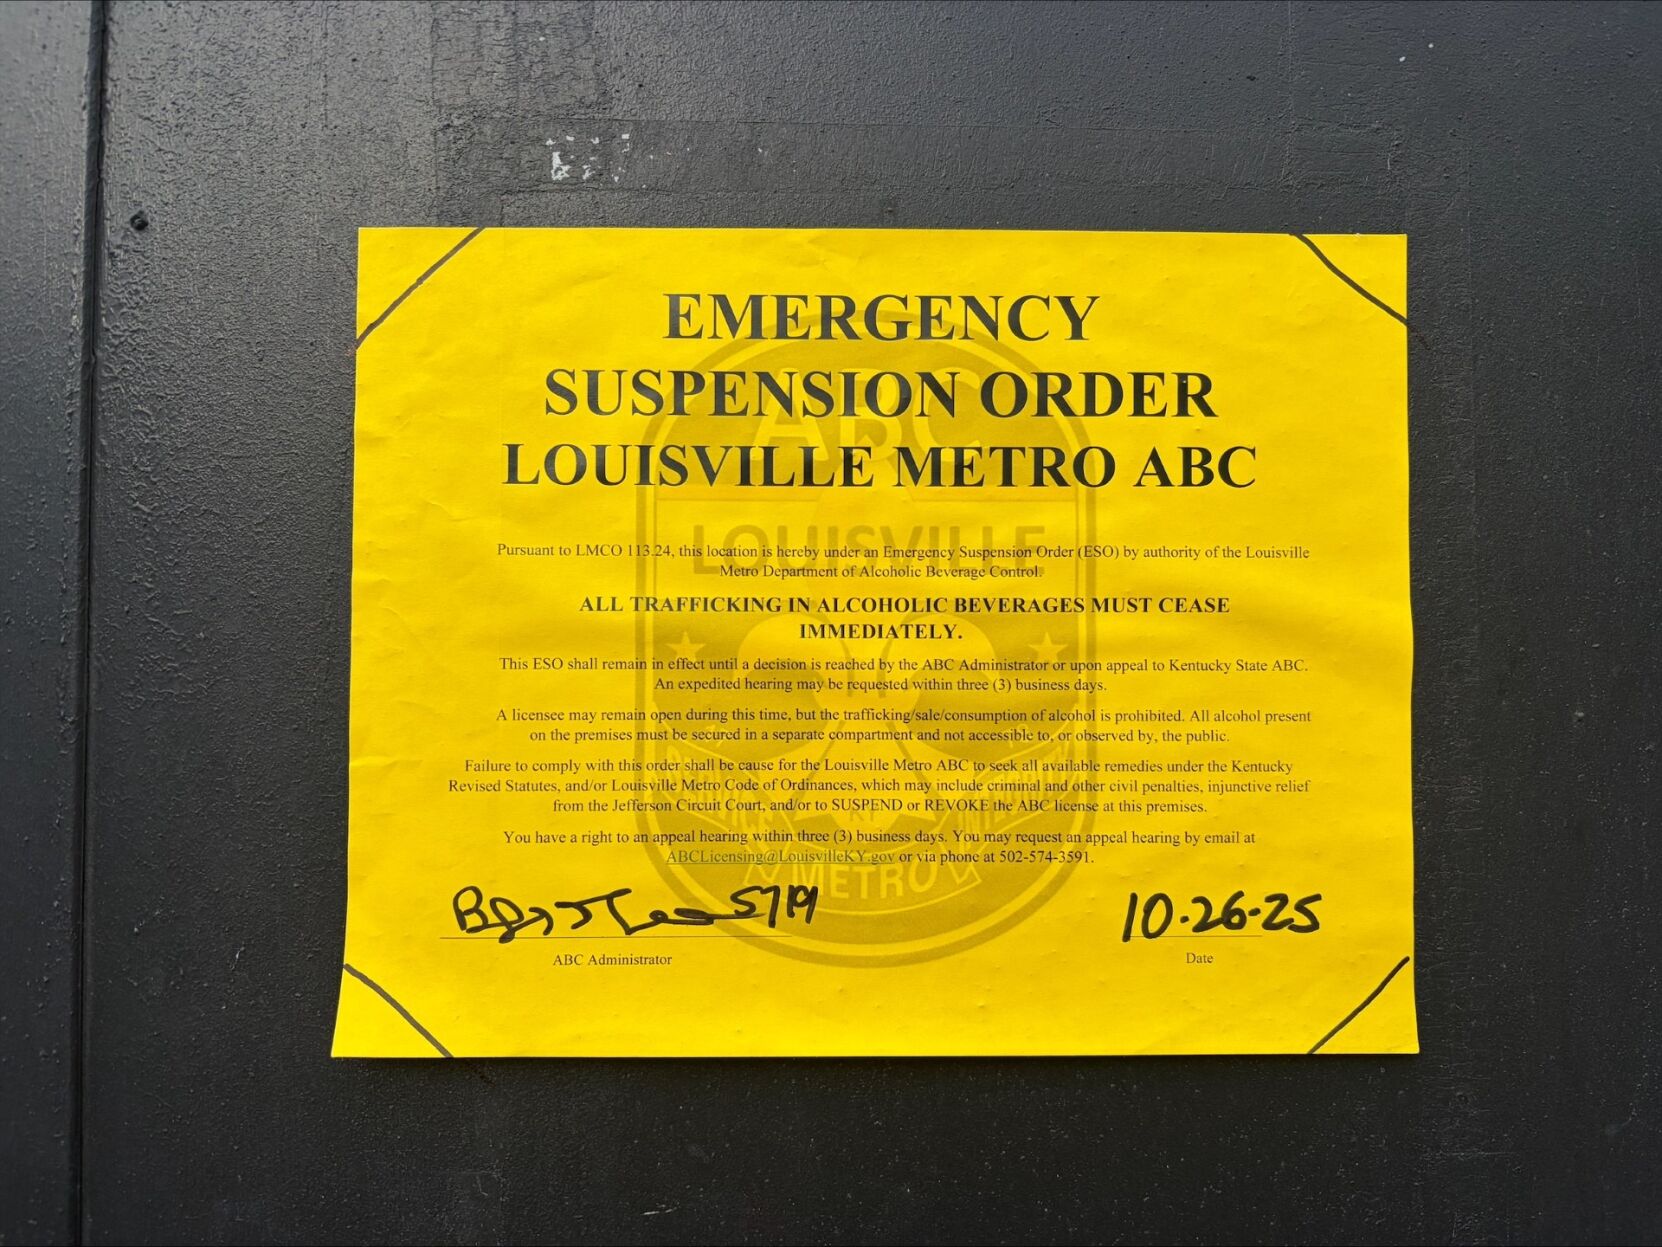 EMERGENCY
SUSPENSION ORDER
LOUISVILLE METRO ABC
Pursuant to LMCO 113.24, this location is hereby under an Emergency Suspension Order (ESO) by authority of the Louisville
Metro Department of Alcoholic Beverage Control.
ALL TRAFFICKING IN ALCOHOLIC BEVERAGES MUST CEASE
IMMEDIATELY.
This ESO shall remain in effect until a decision is reached by the ABC Administrator or upon appeal to Kentucky State ABC.
An expedited hearing may be requested within three (3) business days.
A licensee may remain open during this time, but the trafficking/sale/consumption of alcohol is prohibited. All alcohol present
on the premises must be secured in a separate compartment and not accessible to, or observed by, the public.
Failure to comply with this order shall be cause for the Louisville Metro ABC to seek all available remedies under the Kentucky
Revised Statutes, and/or Louisville Metro Code of Ordinances, which may include criminal and other civil penalties, injunctive relief
from the Jefferson Circuit Court, and/or to SUSPEND or REVOKE the ABC license at this premises.
You have a right to an appeal hearing within three (3) business days. You may request an appeal hearing by email at
ABCLicensing@LouisvilleKY.gov or via phone at 502-574-3591.
10-26-25
ABC Administrator
Date
ABC
LOUISVILLE
KY
METRO